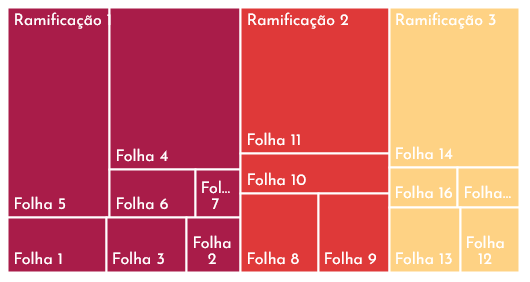 Ramificação 1
Folha 5
Folha 4
Folha 6
Fol...
7
Folha 1
Folha 3
Folha
2
Ramificação 2
Folha 11
Folha 10
Folha 8
Folha 9
Ramificação 3
Folha 14
Folha 16
Folha...
Folha 13
Folha
12